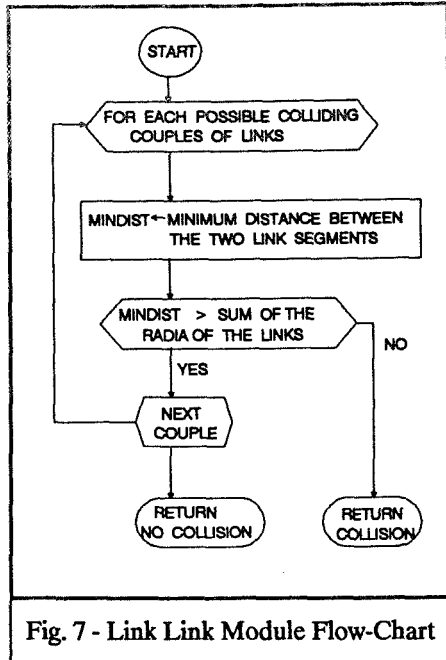 START
FOR EACH POSSIBLE COLLIDING
COUPLES OF LINKS
MINDIST←MINIMUM DISTANCE BETWEEN
THE TWO LINK SEGMENTS
MINDIST > SUM OF THE
RADIA OF THE LINKS
NO
YES
NEXT
COUPLE
RETURN
NO COLLISION
RETURN
COLLISION
Fig. 7 - Link Link Module Flow-Chart